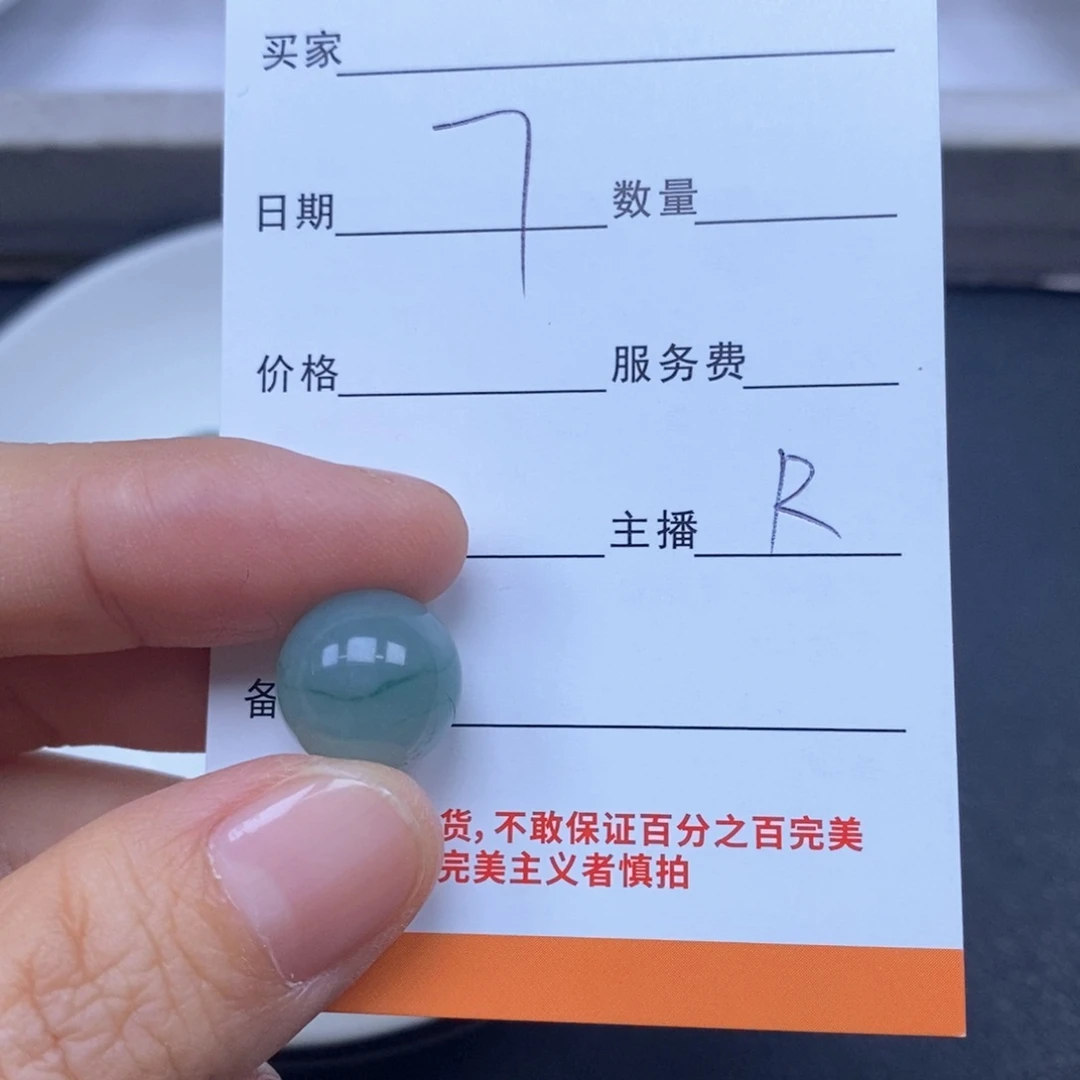 买家
7
日期 数量
价格 服务费
主播 R
备
货,不敢保证百分之百完美
完美主义者慎拍